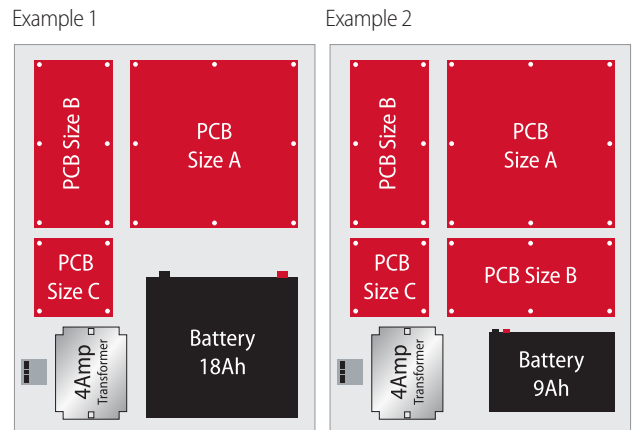 Example 1
PCB Size B
PCB
Size A
PCB
Size C
4Amp
Transformer
Battery
18Ah
Example 2
PCB Size B
PCB
Size A
PCB
Size C
PCB Size B
4Amp
Transformer
Battery
9Ah